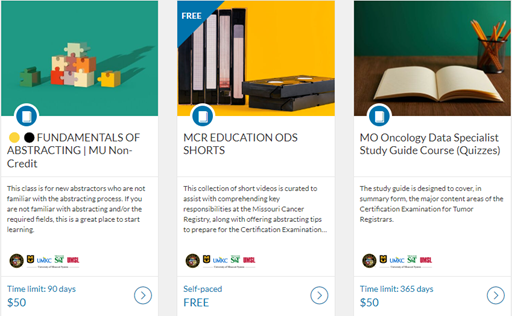 FUNDAMENTALS OF
ABSTRACTING | MU Non-
Credit
This class is for new abstractors who are not
familiar with the abstracting process. If you
are not familiar with abstracting and/or the
required fields, this is a great place to start
learning.
UMKC
S&T
UMSL
Time limit: 90 days
$50
FREE
MCR EDUCATION ODS
SHORTS
This collection of short videos is curated to
assist with comprehending key
responsibilities at the Missouri Cancer
Registry, along with offering abstracting tips
to prepare for the Certification Examination...
UMKC
S&T
UMSL
Self-paced
FREE
MO Oncology Data Specialist
Study Guide Course (Quizzes)
The study guide is designed to cover, in
summary form, the major content areas of the
Certification Examination for Tumor
Registrars.
UMKC
S&T
UMSL
Time limit: 365 days
$50